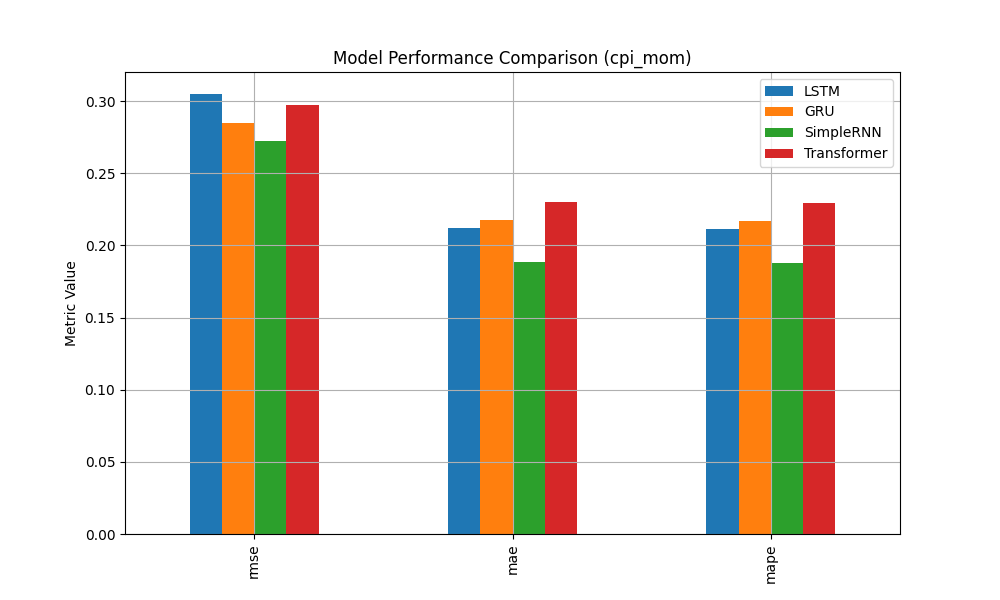 Model Performance Comparison (cpi_mom)
LSTM
GRU
SimpleRNN
Transformer
Metric Value
0.30
0.25
0.20
0.15
0.10
0.05
0.00
rmse
mae
mape